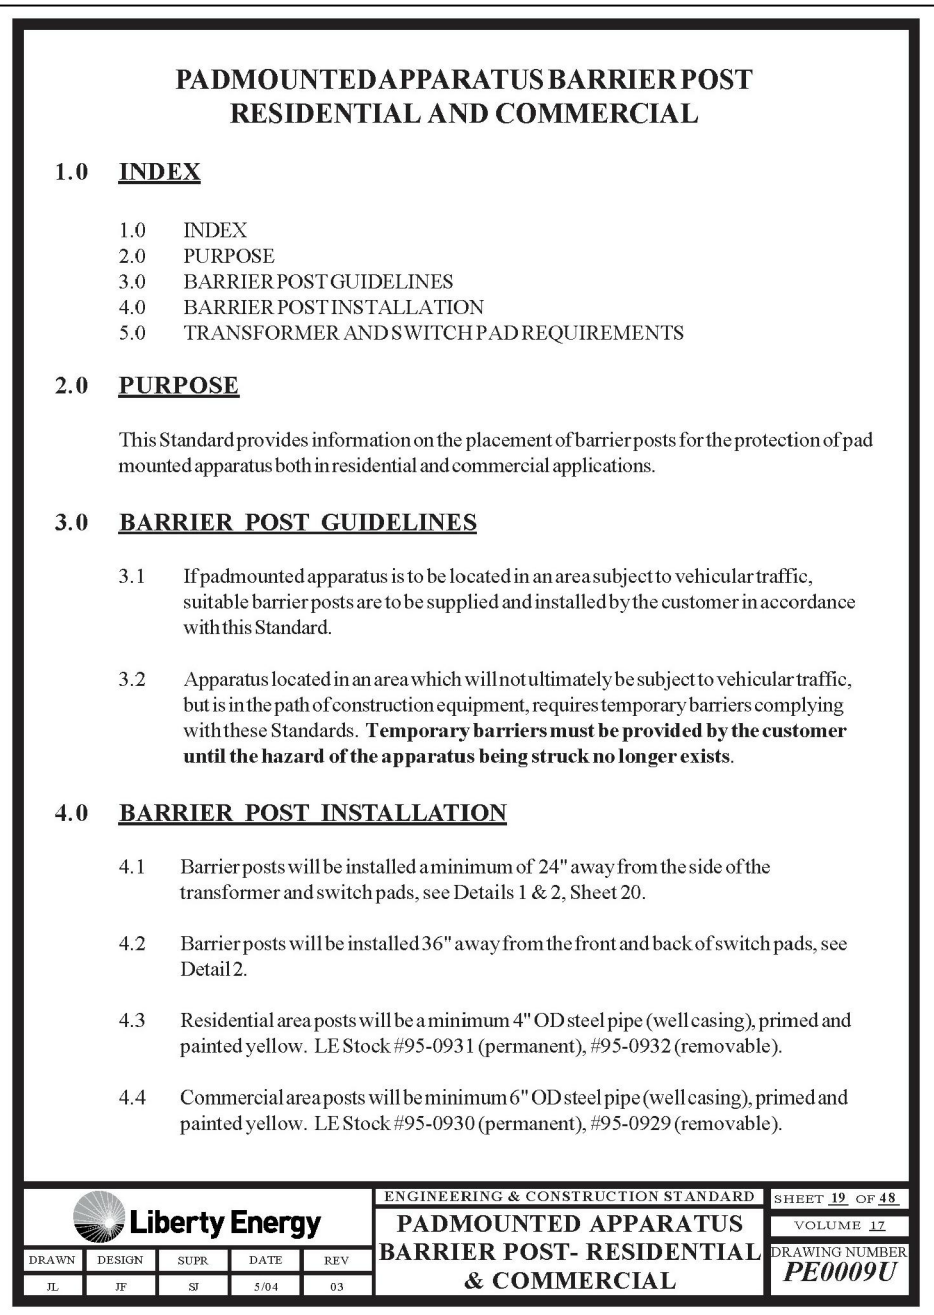 PADMOUNTED APPARATUS BARRIER POST
RESIDENTIAL AND COMMERCIAL
1.0 INDEX
1.0 INDEX
2.0 PURPOSE
3.0 BARRIER POST GUIDELINES
4.0 BARRIER POST INSTALLATION
5.0 TRANSFORMER AND SWITCH PAD REQUIREMENTS
2.0 PURPOSE
This Standard provides information on the placement of barrier posts for the protection of pad
mounted apparatus both in residential and commercial applications.
3.0 BARRIER POST GUIDELINES
3.1 If padmounted apparatus is to be located in an area subject to vehicular traffic,
suitable barrier posts are to be supplied and installed by the customer in accordance
with this Standard.
3.2 Apparatus located in an area which will not ultimately be subject to vehicular traffic,
but is in the path of construction equipment, requires temporary barriers complying
with these Standards. Temporary barriers must be provided by the customer
until the hazard of the apparatus being struck no longer exists.
4.0 BARRIER POST INSTALLATION
4.1 Barrier posts will be installed a minimum of 24" away from the side of the
transformer and switch pads, see Details 1 & 2, Sheet 20.
4.2 Barrier posts will be installed 36" away from the front and back of switch pads, see
Detail 2.
4.3 Residential area posts will be a minimum 4" OD steel pipe (well casing), primed and
painted yellow. LE Stock #95-0931 (permanent), #95-0932 (removable).
4.4 Commercial area posts will be minimum 6" OD steel pipe (well casing), primed and
painted yellow. LE Stock #95-0930 (permanent), #95-0929 (removable).
Liberty Energy
DRAWN DESIGN SUPR DATE REV
JL JF SJ 5/04 03
ENGINEERING & CONSTRUCTION STANDARD
PADMOUNTED APPARATUS
BARRIER POST- RESIDENTIAL
& COMMERCIAL
SHEET 19 OF 48
VOLUME 17
DRAWING NUMBER
PE0009U